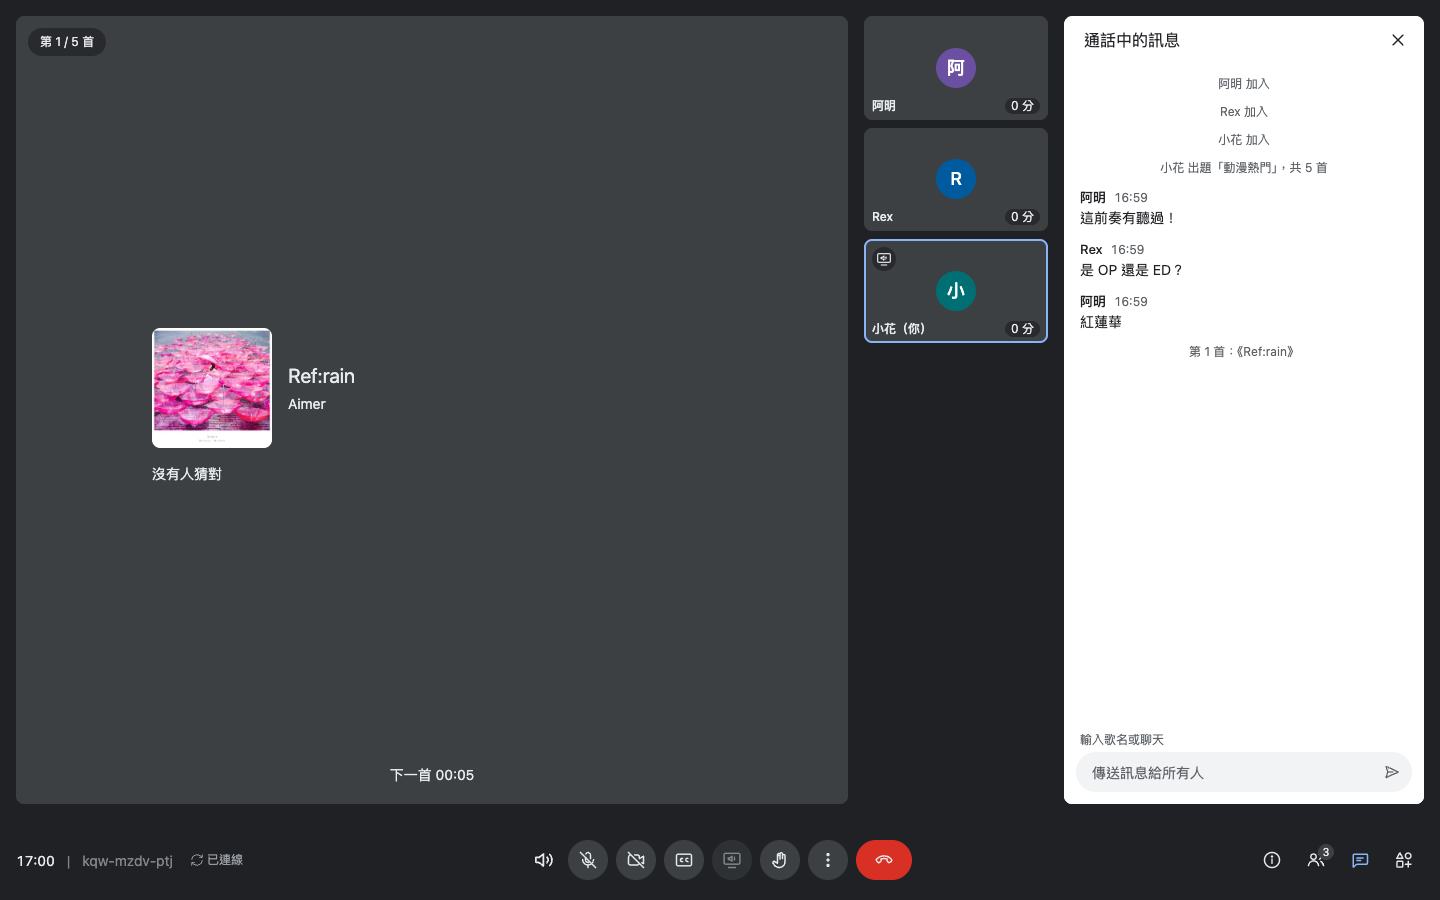 第 1 / 5 首
Ref:rain
Aimer
沒有人猜對
下一首 00:05
阿
阿明
0 分
R
Rex
0 分
小
小花（你）
0 分
通話中的訊息
阿明 加入
Rex 加入
小花 加入
小花 出題「動漫熱門」，共 5 首
阿明 16:59
這前奏有聽過！
Rex 16:59
是 OP 還是 ED？
阿明 16:59
紅蓮華
第 1 首：《Ref:rain》
輸入歌名或聊天
傳送訊息給所有人
17:00 | kqw-mzdv-ptj 已連線
3